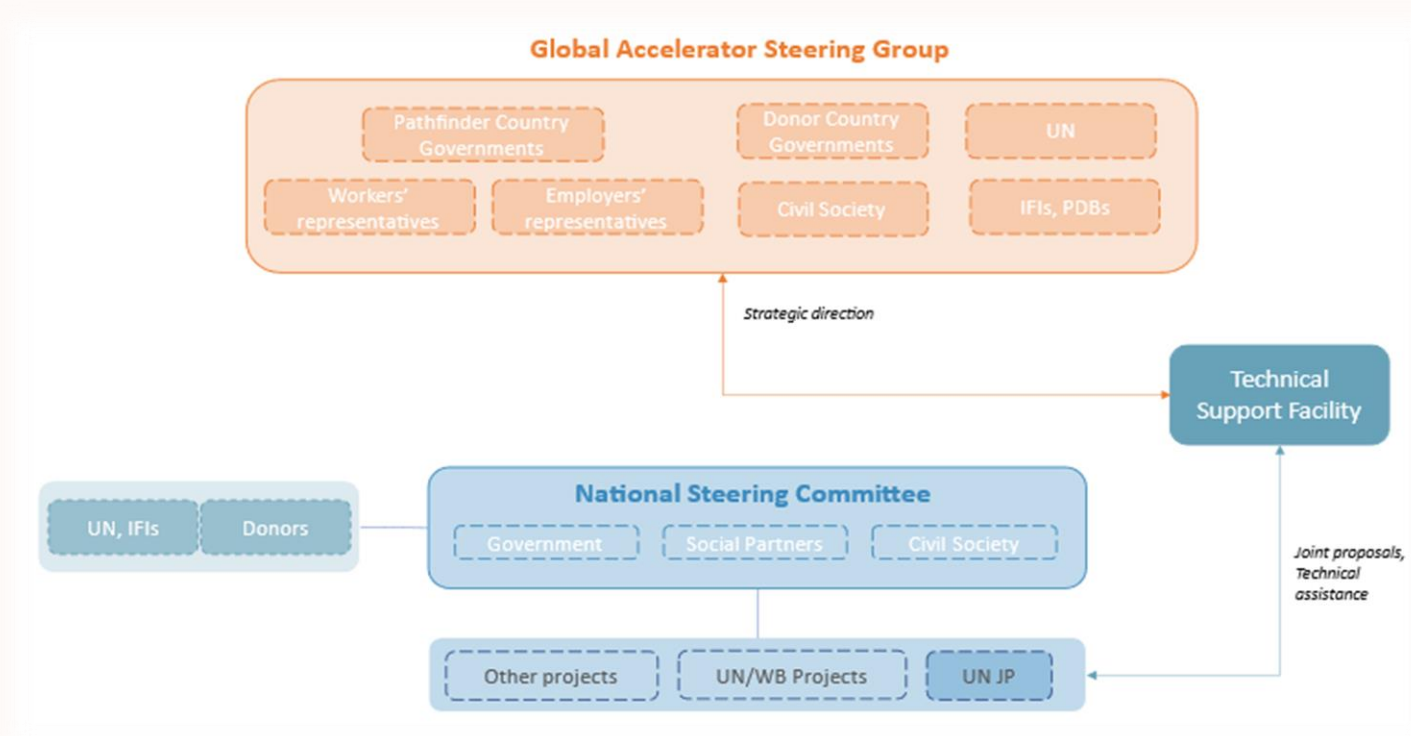 Global Accelerator Steering Group
Pathfinder Country
Governments
Donor Country
Governments
UN
Workers’
representatives
Employers’
representatives
Civil Society
IFIs, PDBs
Strategic direction
Technical
Support Facility
National Steering Committee
UN, IFIs
Donors
Government
Social Partners
Civil Society
Joint proposals,
Technical
assistance
Other projects
UN/WB Projects
UN JP